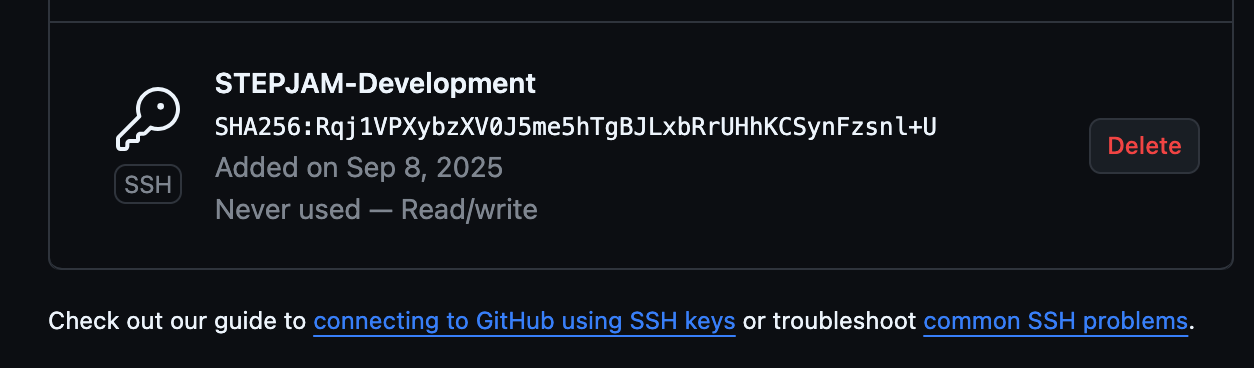 STEPJAM-Development
SHA256:Rqj1VPXybzXV0J5me5hTgBJLxbRrUHhKCSynFzsnl+U
Added on Sep 8, 2025
SSH
Never used — Read/write
Delete
Check out our guide to connecting to GitHub using SSH keys or troubleshoot common SSH problems.